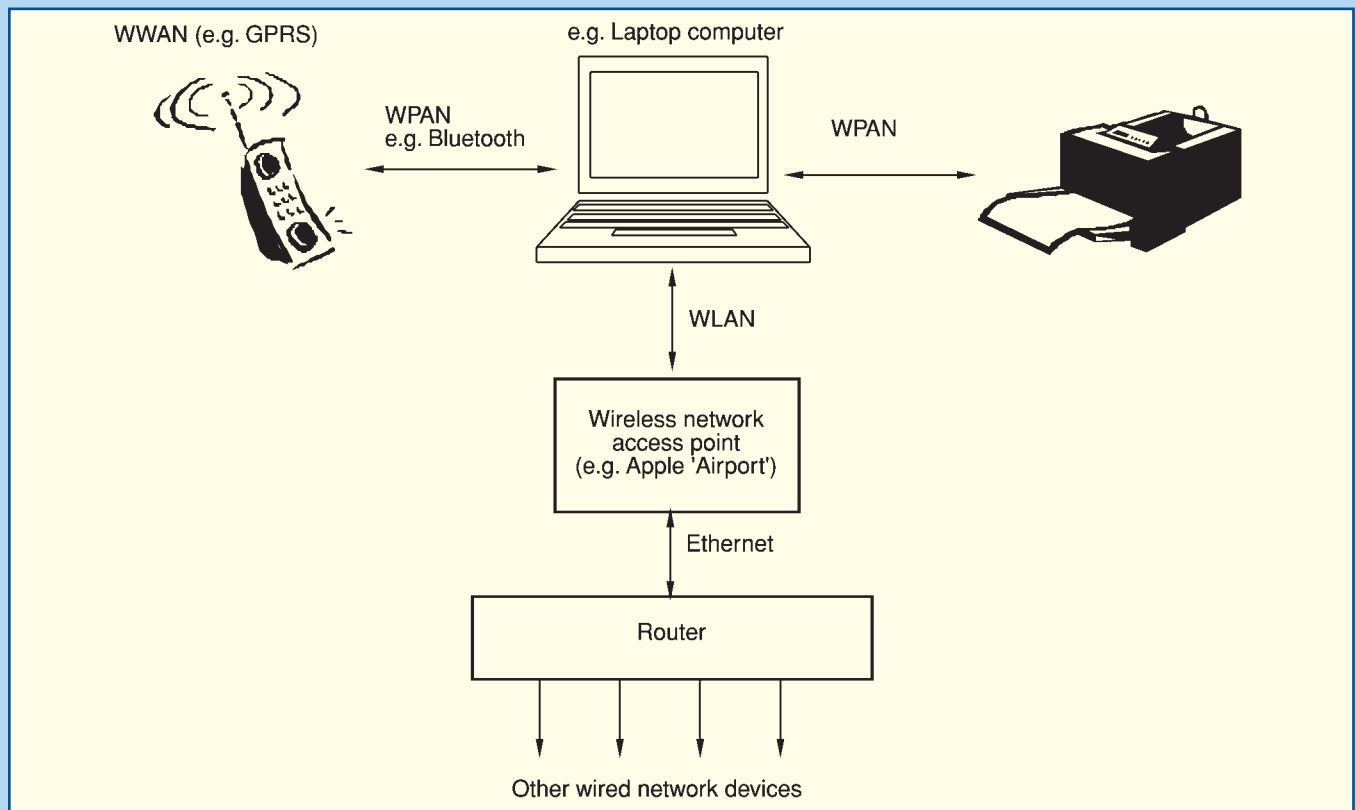 WWAN (e.g. GPRS)
e.g. Laptop computer
WPAN
e.g. Bluetooth
WPAN
WLAN
Wireless network
access point
(e.g. Apple 'Airport')
Ethernet
Router
Other wired network devices